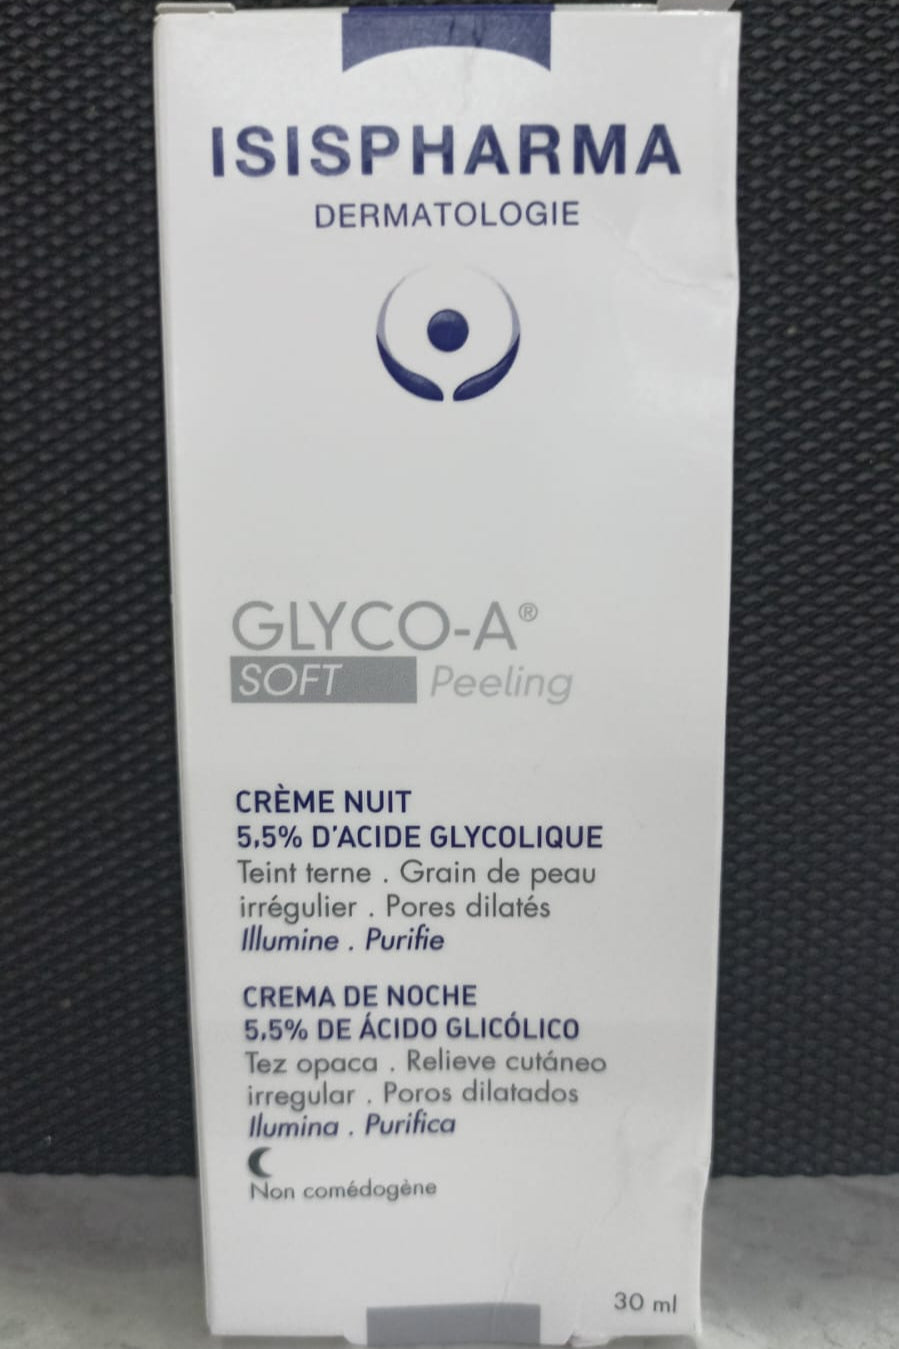 ISISPHARMA
DERMATOLOGIE
GLYCO-A®
SOFT Peeling
CRÈME NUIT
5,5% D'ACIDE GLYCOLIQUE
Teint terne . Grain de peau
irrégulier . Pores dilatés
Illumine . Purifie
CREMA DE NOCHE
5,5% DE ÁCIDO GLICÓLICO
Tez opaca . Relieve cutáneo
irregular . Poros dilatados
Ilumina . Purifica
Non comédogène
30 ml